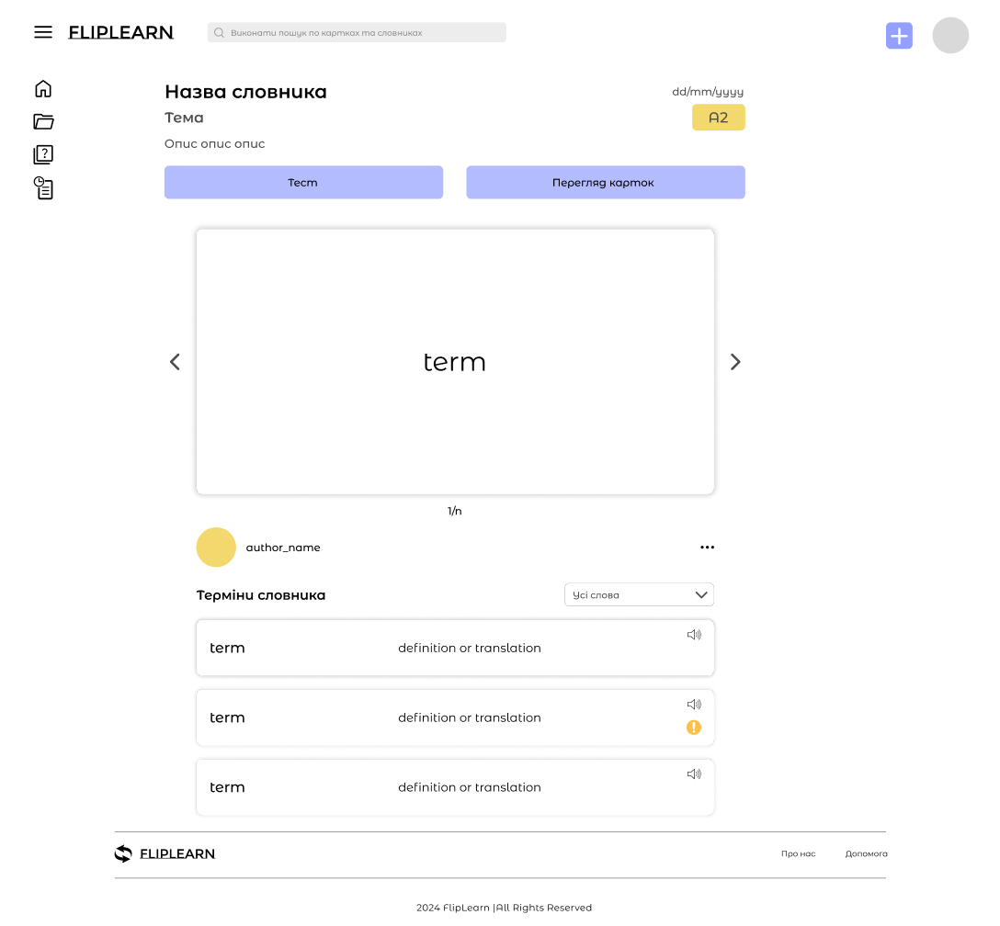 FLIPLEARN
Виконати пошук по картках та словниках
Назва словника
dd/mm/yyyy
Тема
A2
Опис опис опис
Тест
Перегляд карток
term
1/n
author_name
Терміни словника
Усі слова
term
definition or translation
term
definition or translation
term
definition or translation
FLIPLEARN
Про нас
Допомога
2024 FlipLearn |All Rights Reserved